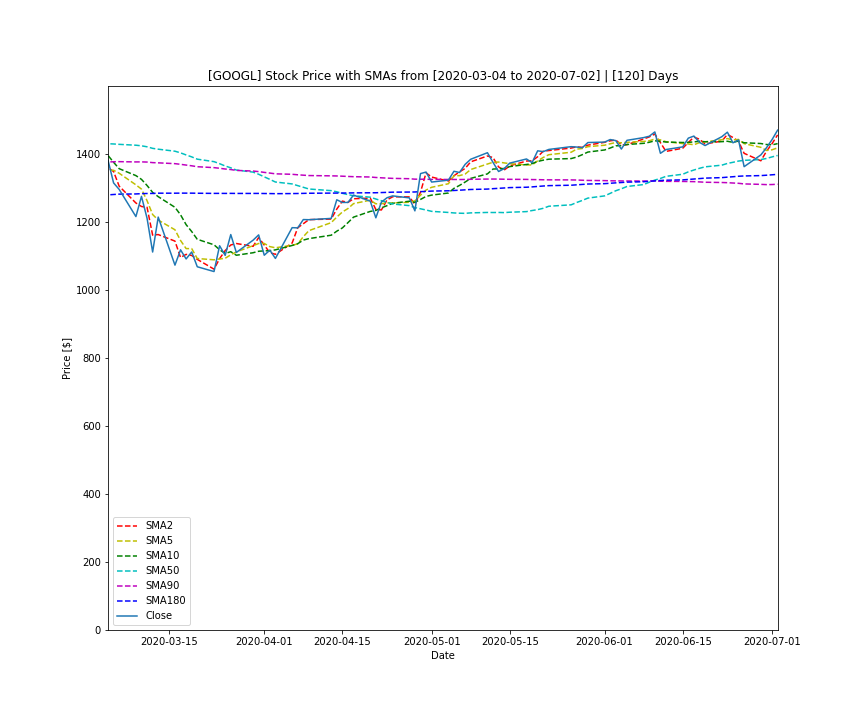 [GOOGL] Stock Price with SMAs from [2020-03-04 to 2020-07-02] | [120] Days
1400
1200
1000
800
600
400
200
0
Price [$]
SMA2
SMA5
SMA10
SMA50
SMA90
SMA180
Close
2020-03-15 2020-04-01 2020-04-15 2020-05-01 2020-05-15 2020-06-01 2020-06-15 2020-07-01
Date